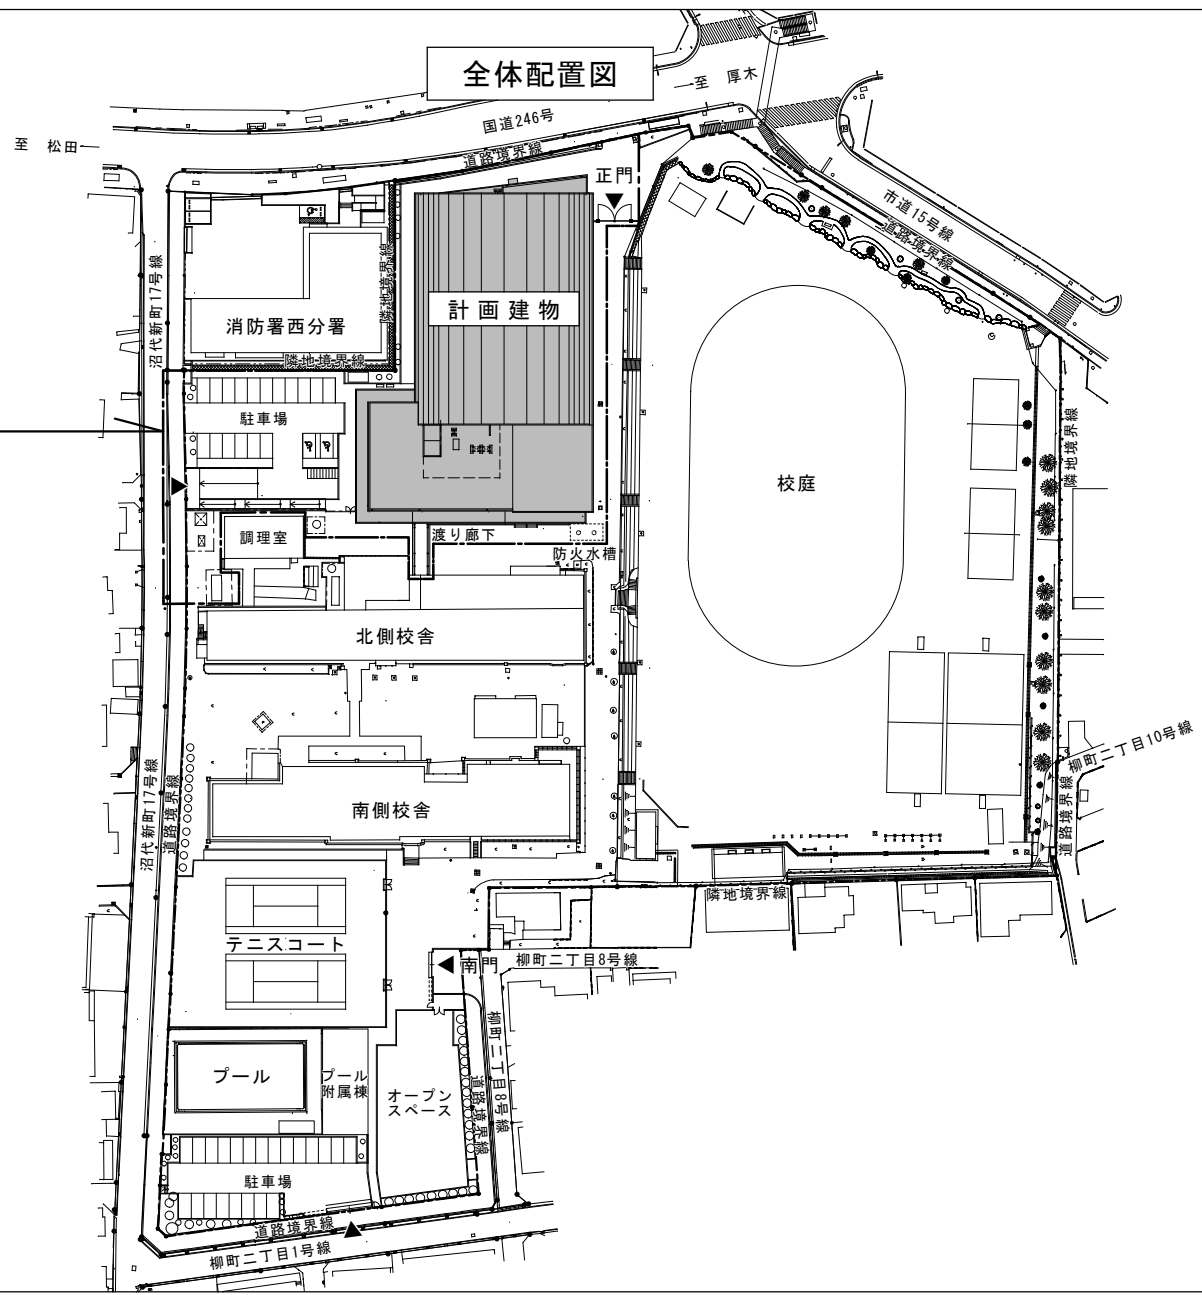 全体配置図
至 厚木
国道246号
至 松田
道路境界線
正門
市道15号線
道路境界線
沼代新町17号線
隣地境界線
計画建物
消防署西分署
隣地境界線
駐車場
隣地境界線
校庭
渡り廊下
調理室
防火水槽
北側校舎
柳町二丁目10号線
沼代新町17号線
道路境界線
南側校舎
道路境界線
隣地境界線
テニスコート
南門
柳町二丁目8号線
柳町二丁目8号線
プール
プール
附属棟
オープン
スペース
道路境界線
駐車場
道路境界線
柳町二丁目1号線